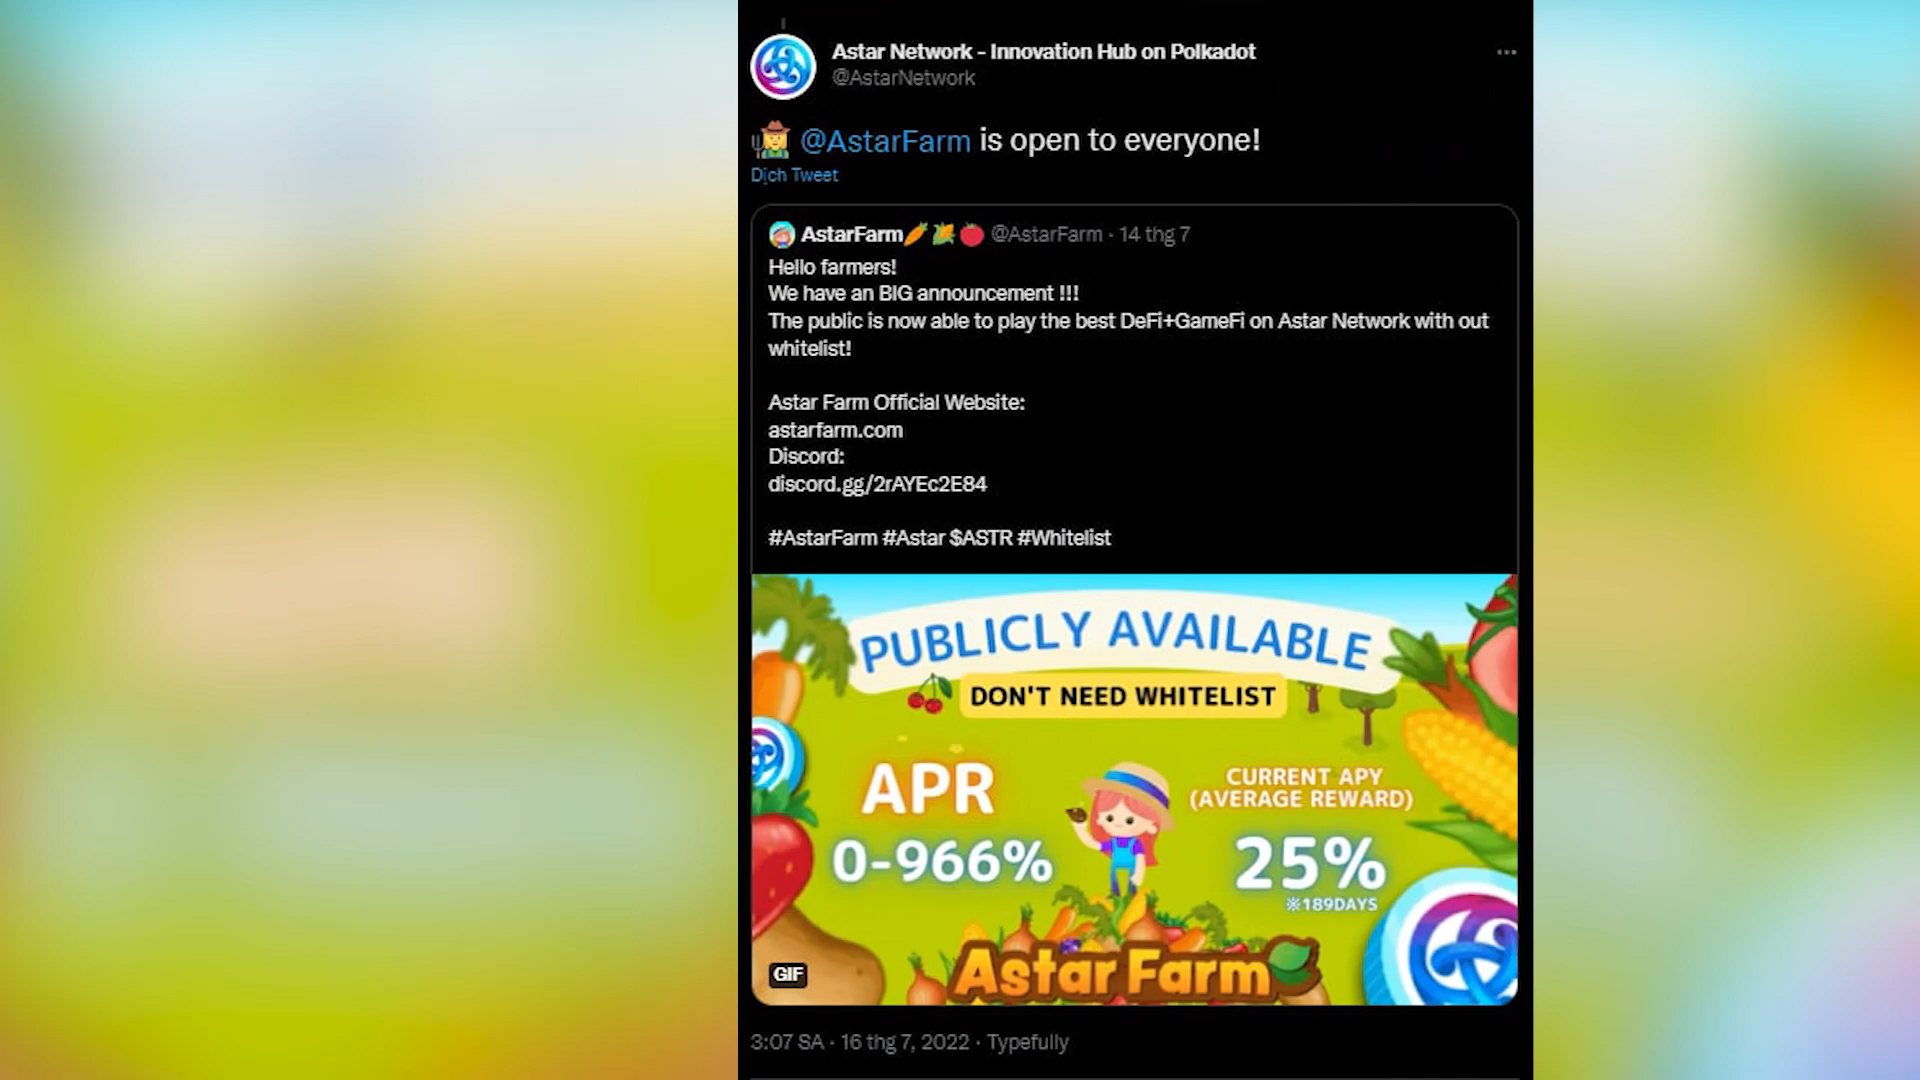 Astar Network - Innovation Hub on Polkadot
@AstarNetwork
@AstarFarm is open to everyone!
Dịch Tweet
AstarFarm🥕🌽🍅 @AstarFarm · 14 thg 7
Hello farmers!
We have an BIG announcement !!!
The public is now able to play the best DeFi+GameFi on Astar Network with out
whitelist!
Astar Farm Official Website:
astarfarm.com
Discord:
discord.gg/2rAYEc2E84
#AstarFarm #Astar $ASTR #Whitelist
PUBLICLY AVAILABLE
DON'T NEED WHITELIST
APR
0-966%
CURRENT APY
(AVERAGE REWARD)
25%
※189DAYS
Astar Farm
GIF
3:07 SA · 16 thg 7, 2022 · Typefully